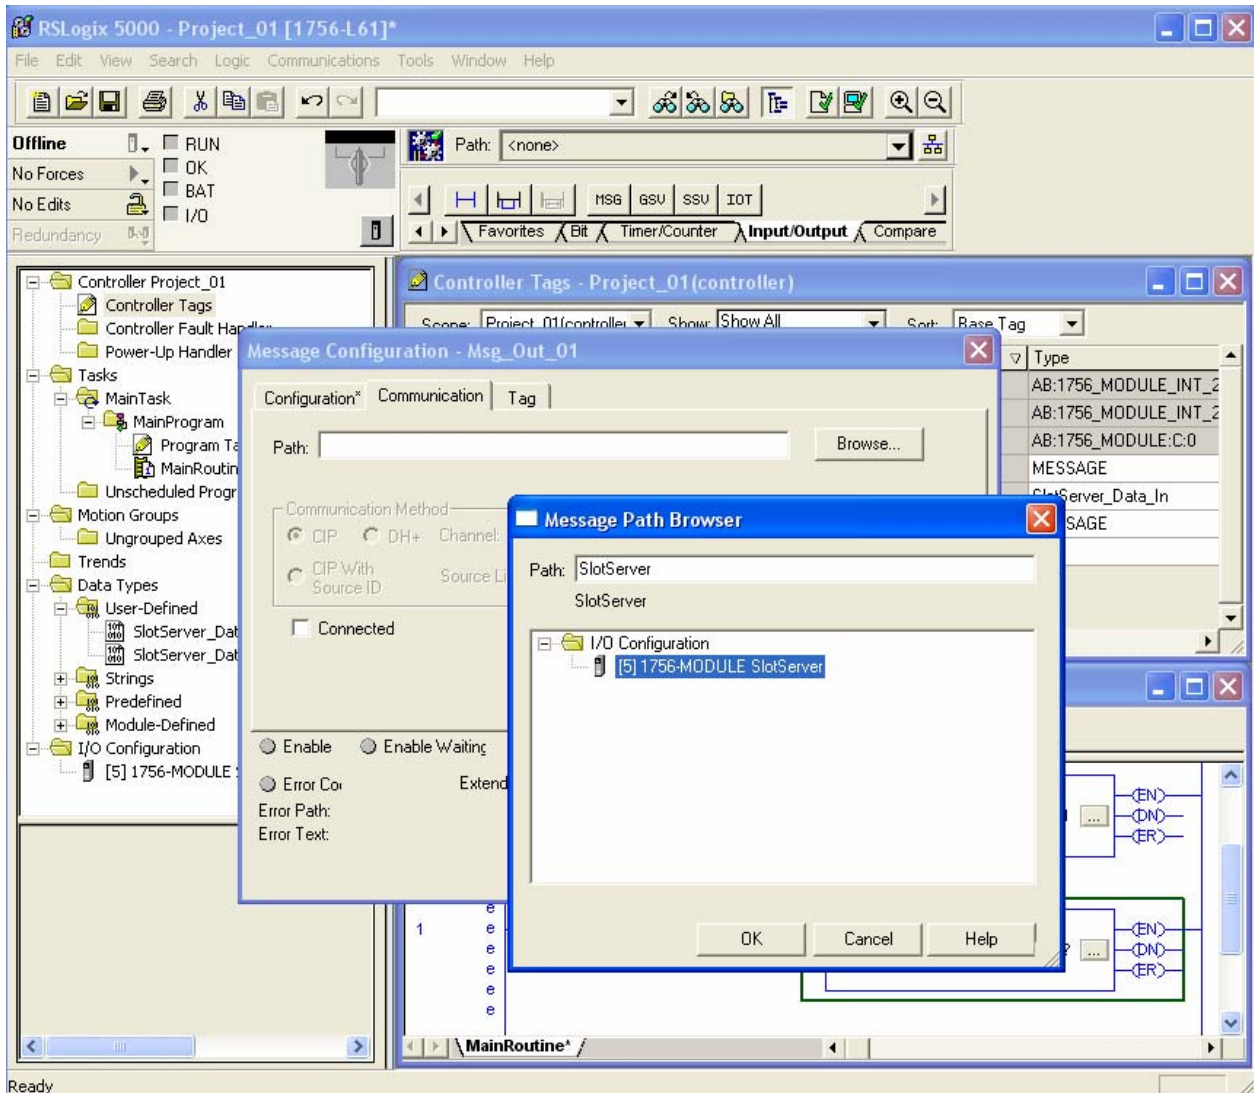 RSLogix 5000 - Project_01 [1756-L61]*
File Edit View Search Logic Communications Tools Window Help
Offline
RUN
Path: <none>
No Forces
OK
BAT
No Edits
I/O
MSG GSV SSV IOT
Redundancy
Favorites Bit Timer/Counter Input/Output Compare
Controller Project_01
Controller Tags
Controller Fault Handler
Power-Up Handler
Tasks
MainTask
MainProgram
Program Ta
MainRoutin
Unscheduled Progr
Motion Groups
Ungrouped Axes
Trends
Data Types
User-Defined
SlotServer_Dat
SlotServer_Dat
Strings
Predefined
Module-Defined
I/O Configuration
[5] 1756-MODULE
Controller Tags - Project_01(controller)
Scope: Project_01(controller Show: Show All Sort: Base Tag
Type
AB:1756_MODULE_INT_2
AB:1756_MODULE_INT_2
AB:1756_MODULE:C:0
MESSAGE
SlotServer_Data_In
SAGE
Message Configuration - Msg_Out_01
Configuration* Communication Tag
Path:
Browse...
Communication Method
CIP DH+ Channel:
CIP With Source ID
Source Li
Connected
Enable Enable Waiting
Error Co Extend
Error Path:
Error Text:
Message Path Browser
Path: SlotServer
SlotServer
I/O Configuration
[5] 1756-MODULE SlotServer
OK Cancel Help
...
(EN)
(DN)
(ER)
1
e
e
e
e
e
e
? ...
(EN)
(DN)
(ER)
MainRoutine*
Ready